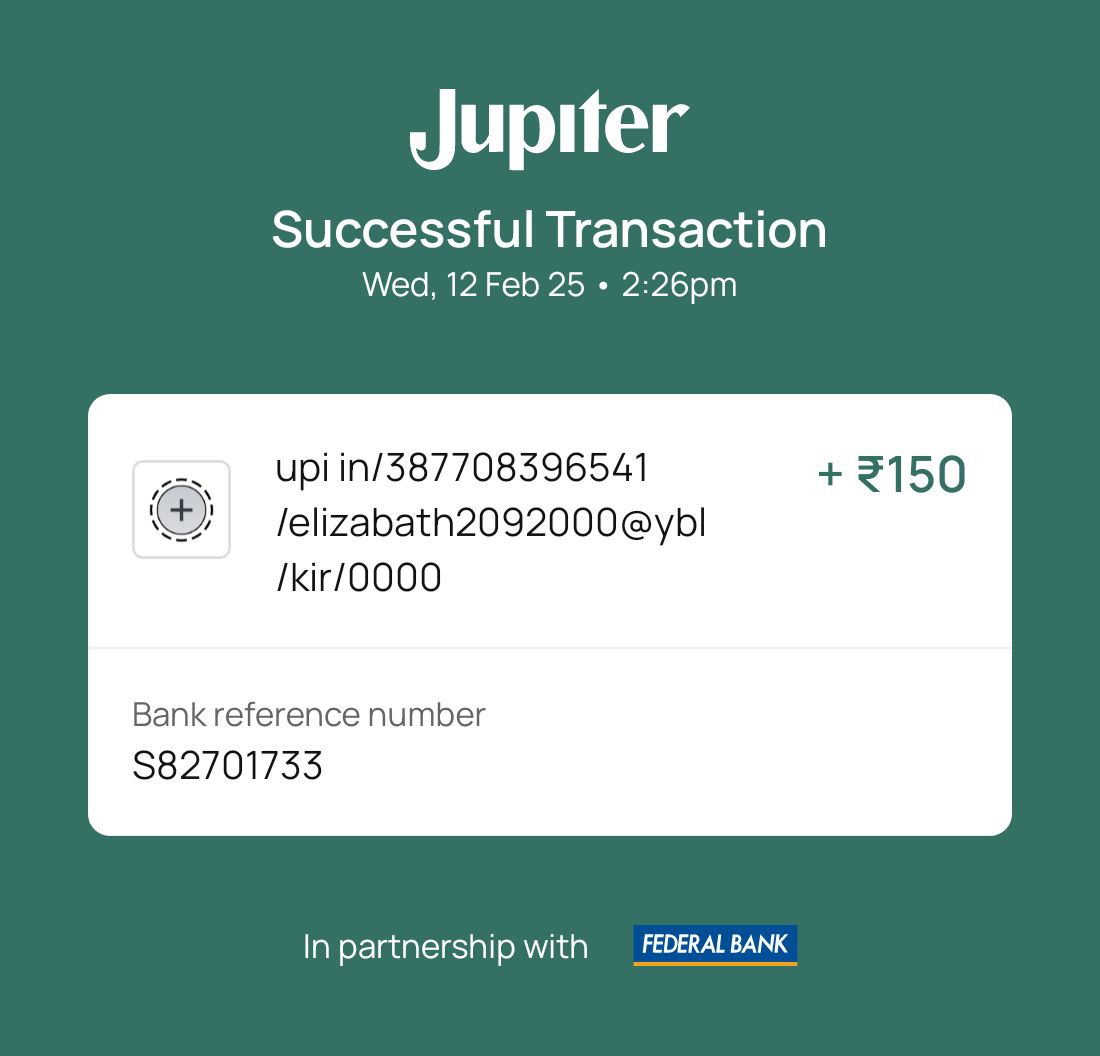 Jupiter
Successful Transaction
Wed, 12 Feb 25 • 2:26pm
upi in/387708396541 + ₹150
/elizabath2092000@ybl
/kir/0000
Bank reference number
S82701733
In partnership with FEDERAL BANK